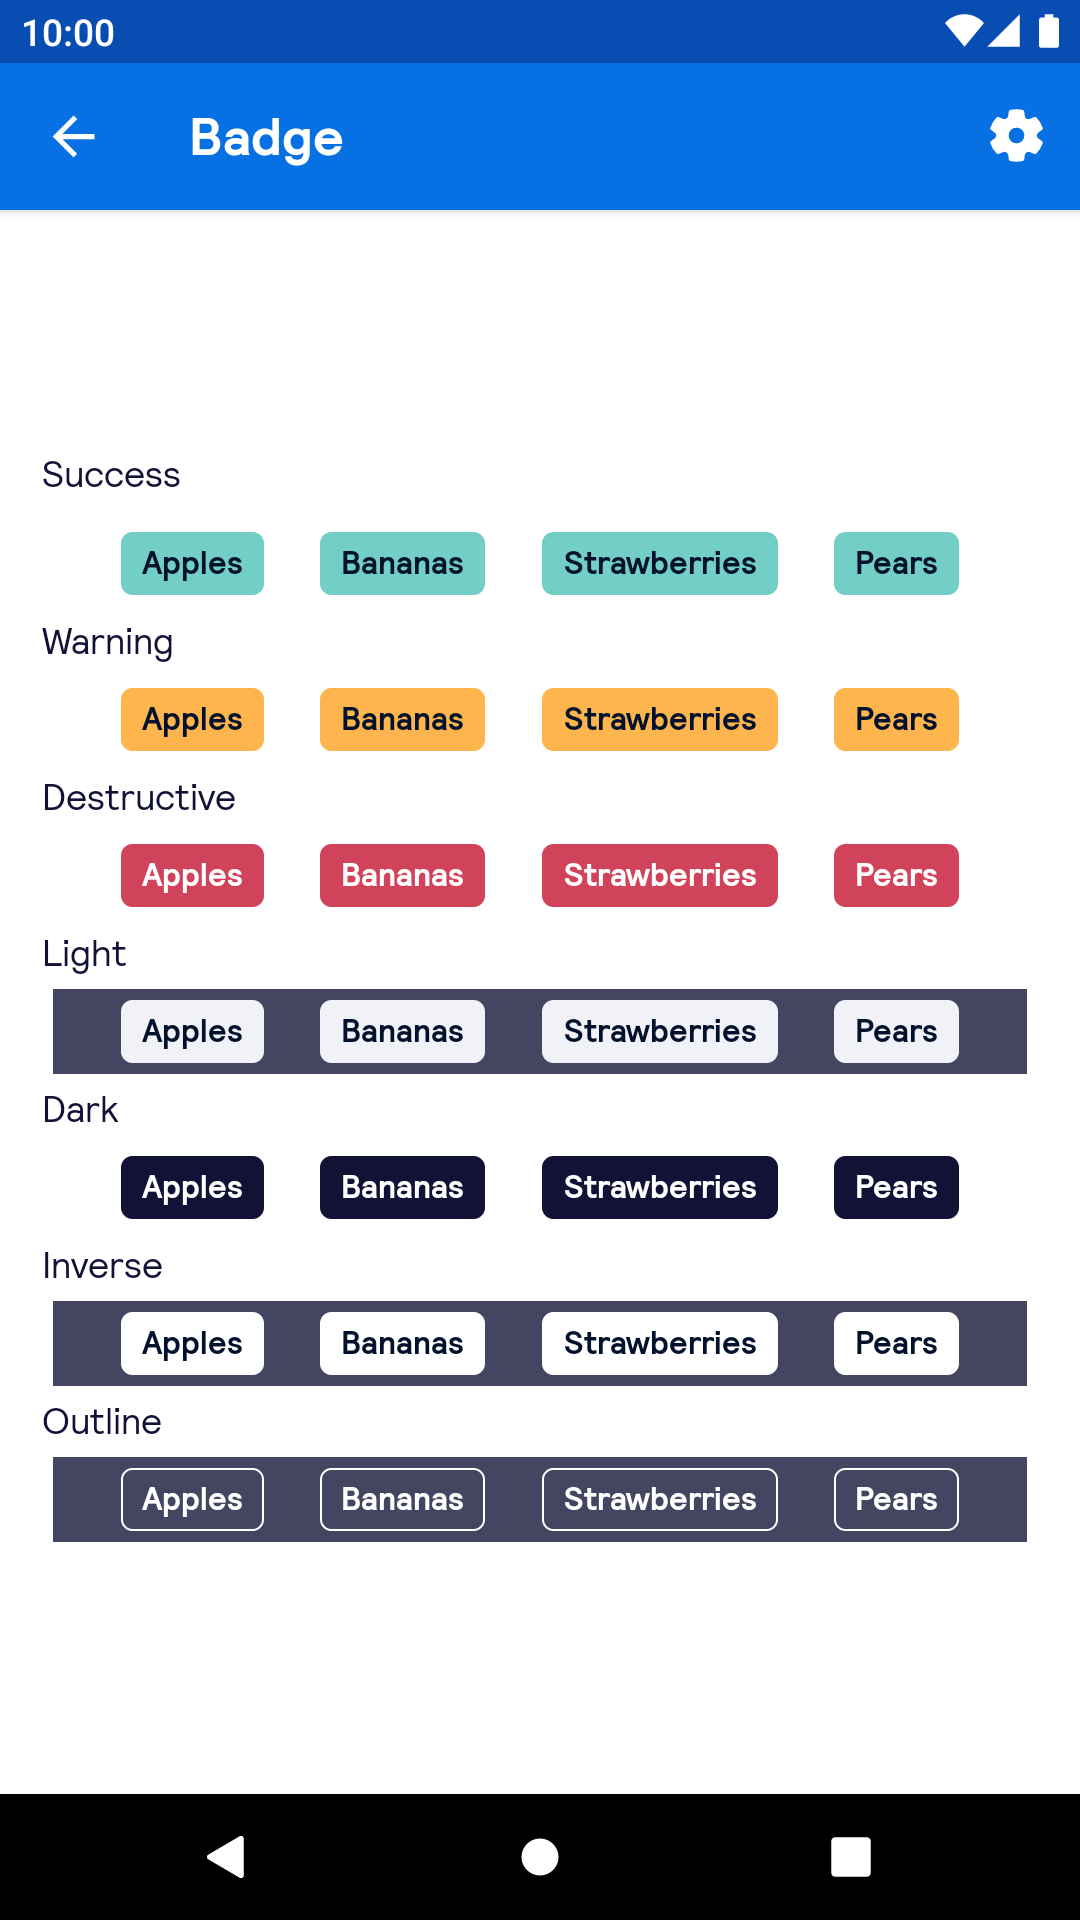 10:00
Badge
Success
Apples Bananas Strawberries Pears
Warning
Apples Bananas Strawberries Pears
Destructive
Apples Bananas Strawberries Pears
Light
Apples Bananas Strawberries Pears
Dark
Apples Bananas Strawberries Pears
Inverse
Apples Bananas Strawberries Pears
Outline
Apples Bananas Strawberries Pears